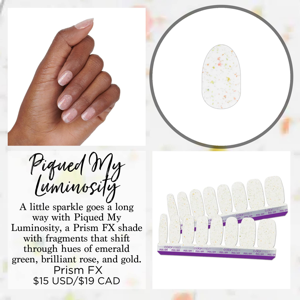 Piqued My
Luminosity
A little sparkle goes a long
way with Piqued My
Luminosity, a Prism FX shade
with fragments that shift
through hues of emerald
green, brilliant rose, and gold.
Prism FX
$15 USD/$19 CAD